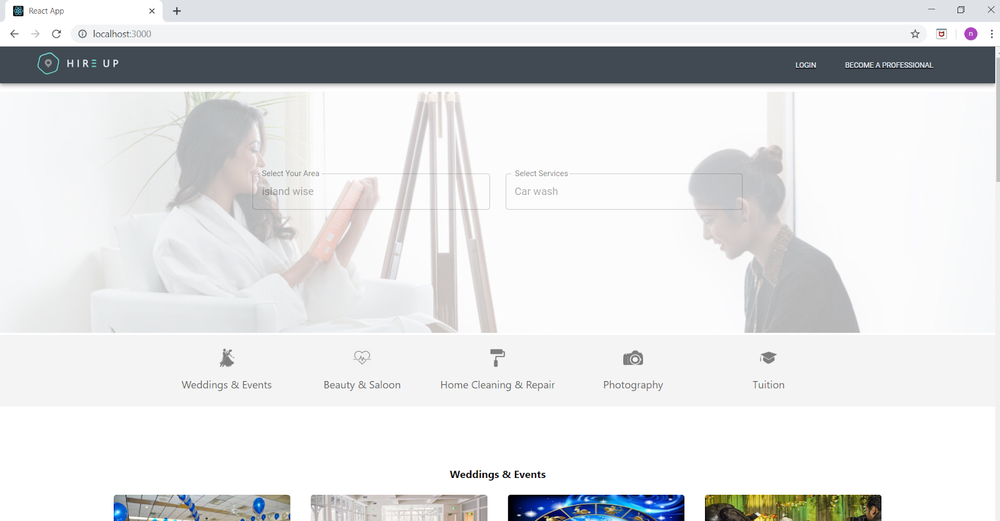 React App
localhost:3000
n
HIRE UP
LOGIN
BECOME A PROFESSIONAL
Select Your Area
island wise
Select Services
Car wash
Weddings & Events
Beauty & Saloon
Home Cleaning & Repair
Photography
Tuition
Weddings & Events